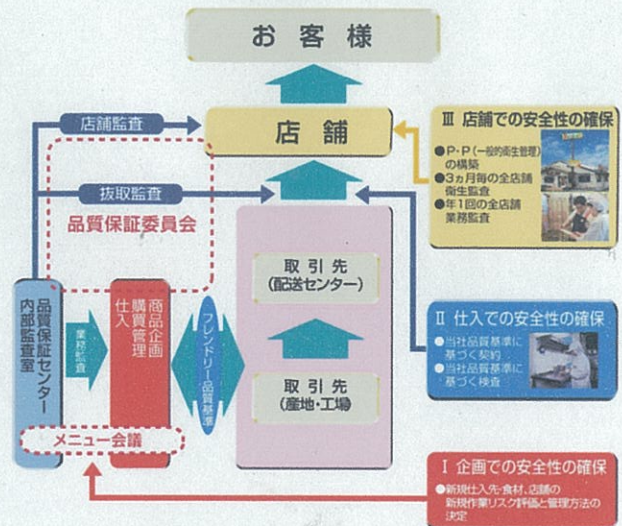 お客様
店舗監査
店舗
抜取監査
品質保証委員会
取引先
(配送センター)
品質保証センター
内部監査室
業務監査
商品企画
購買管理
仕入
フレンドリー品質基準
取引先
(産地・工場)
メニュー会議
Ⅲ 店舗での安全性の確保
●P・P(一般的衛生管理)
の構築
●3ヵ月毎の全店舗
衛生監査
●年1回の全店舗
業務監査
Ⅱ 仕入での安全性の確保
●当社品質基準に
基づく契約
●当社品質基準に
基づく検査
Ⅰ 企画での安全性の確保
●新規仕入先・食材、店舗の
新規作業リスク評価と管理方法の
決定